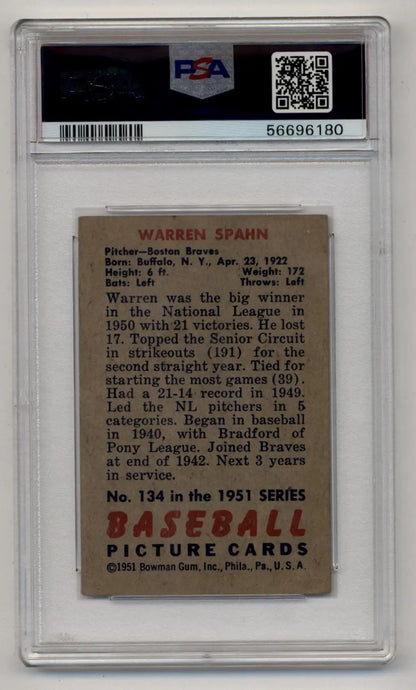 PSA
56696180
WARREN SPAHN
Pitcher—Boston Braves
Born: Buffalo, N. Y., Apr. 23, 1922
Height: 6 ft. Weight: 172
Bats: Left Throws: Left
Warren was the big winner
in the National League in
1950 with 21 victories. He lost
17. Topped the Senior Circuit
in strikeouts (191) for the
second straight year. Tied for
starting the most games (39).
Had a 21-14 record in 1949.
Led the NL pitchers in 5
categories. Began in baseball
in 1940, with Bradford of
Pony League. Joined Braves
at end of 1942. Next 3 years
in service.
No. 134 in the 1951 SERIES
BASEBALL
PICTURE CARDS
©1951 Bowman Gum, Inc., Phila., Pa., U.S.A.